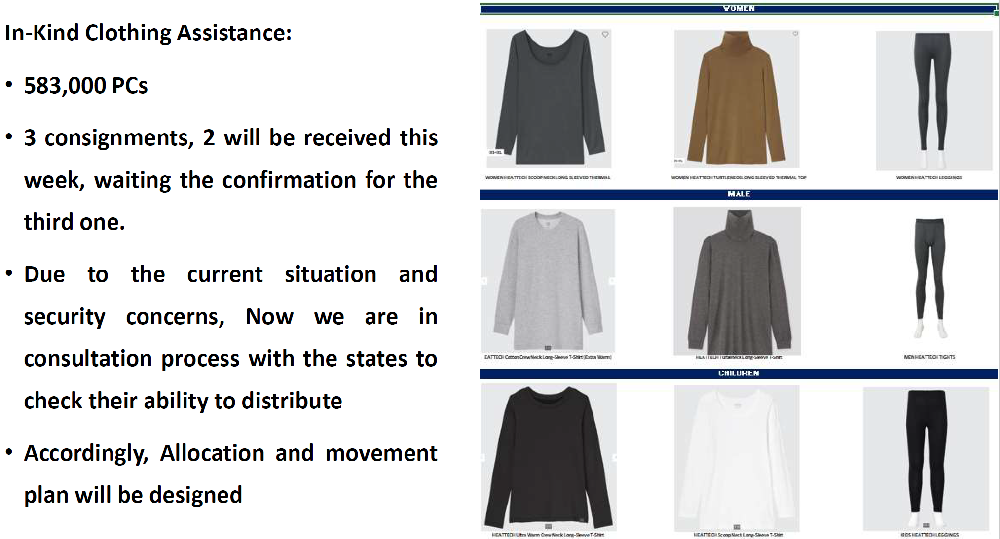 In-Kind Clothing Assistance:
• 583,000 PCs
• 3 consignments, 2 will be received this
week, waiting the confirmation for the
third one.
• Due to the current situation and
security concerns, Now we are in
consultation process with the states to
check their ability to distribute
• Accordingly, Allocation and movement
plan will be designed
WOMEN
WOMEN HEATTECH SCOOP NECK LONG SLEEVED THERMAL
WOMEN HEATTECH TURTLENECK LONG SLEEVED THERMAL TOP
WOMEN HEATTECH LEGGINGS
MALE
EATTECH Cotton Crew Neck Long-Sleeve T-Shirt (Extra Warm)
HEATTECH Turtleneck Long-Sleeve T-Shirt
MEN HEATTECH TIGHTS
CHILDREN
HEATTECH Ultra Warm Crew Neck Long-Sleeve T-Shirt
HEATTECH Scoop Neck Long-Sleeve T-Shirt
KIDS HEATTECH LEGGINGS